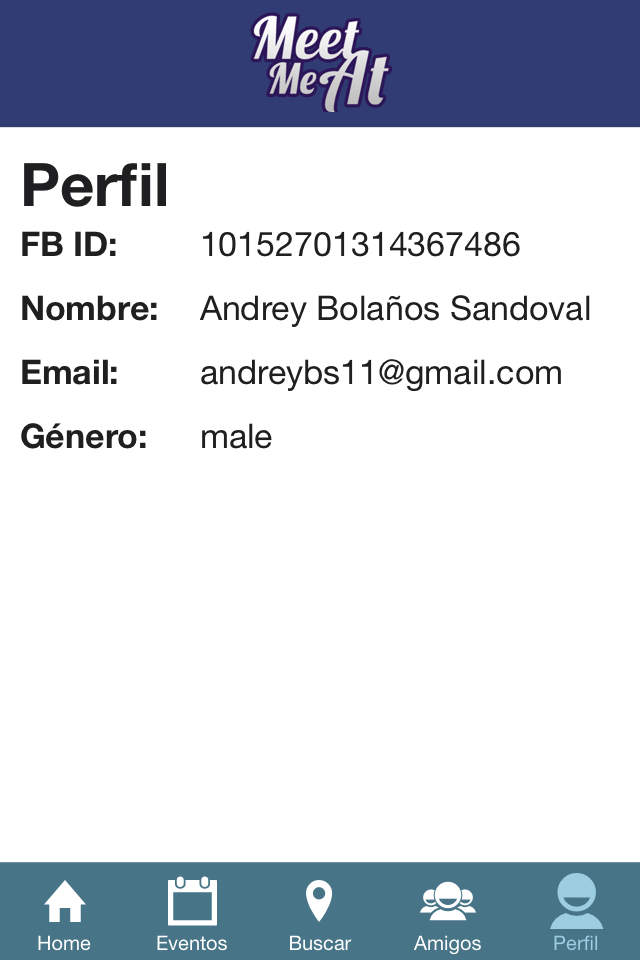 Meet
Me At
Perfil
FB ID: 10152701314367486
Nombre: Andrey Bolaños Sandoval
Email: andreybs11@gmail.com
Género: male
Home Eventos Buscar Amigos Perfil